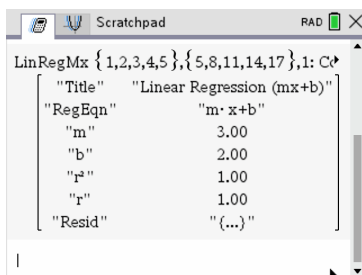 Scratchpad RAD
LinRegMx {1,2,3,4,5},{5,8,11,14,17},1: Co
"Title" "Linear Regression (mx+b)"
"RegEqn" "m·x+b"
"m" 3.00
"b" 2.00
"r²" 1.00
"r" 1.00
"Resid" "{...}"